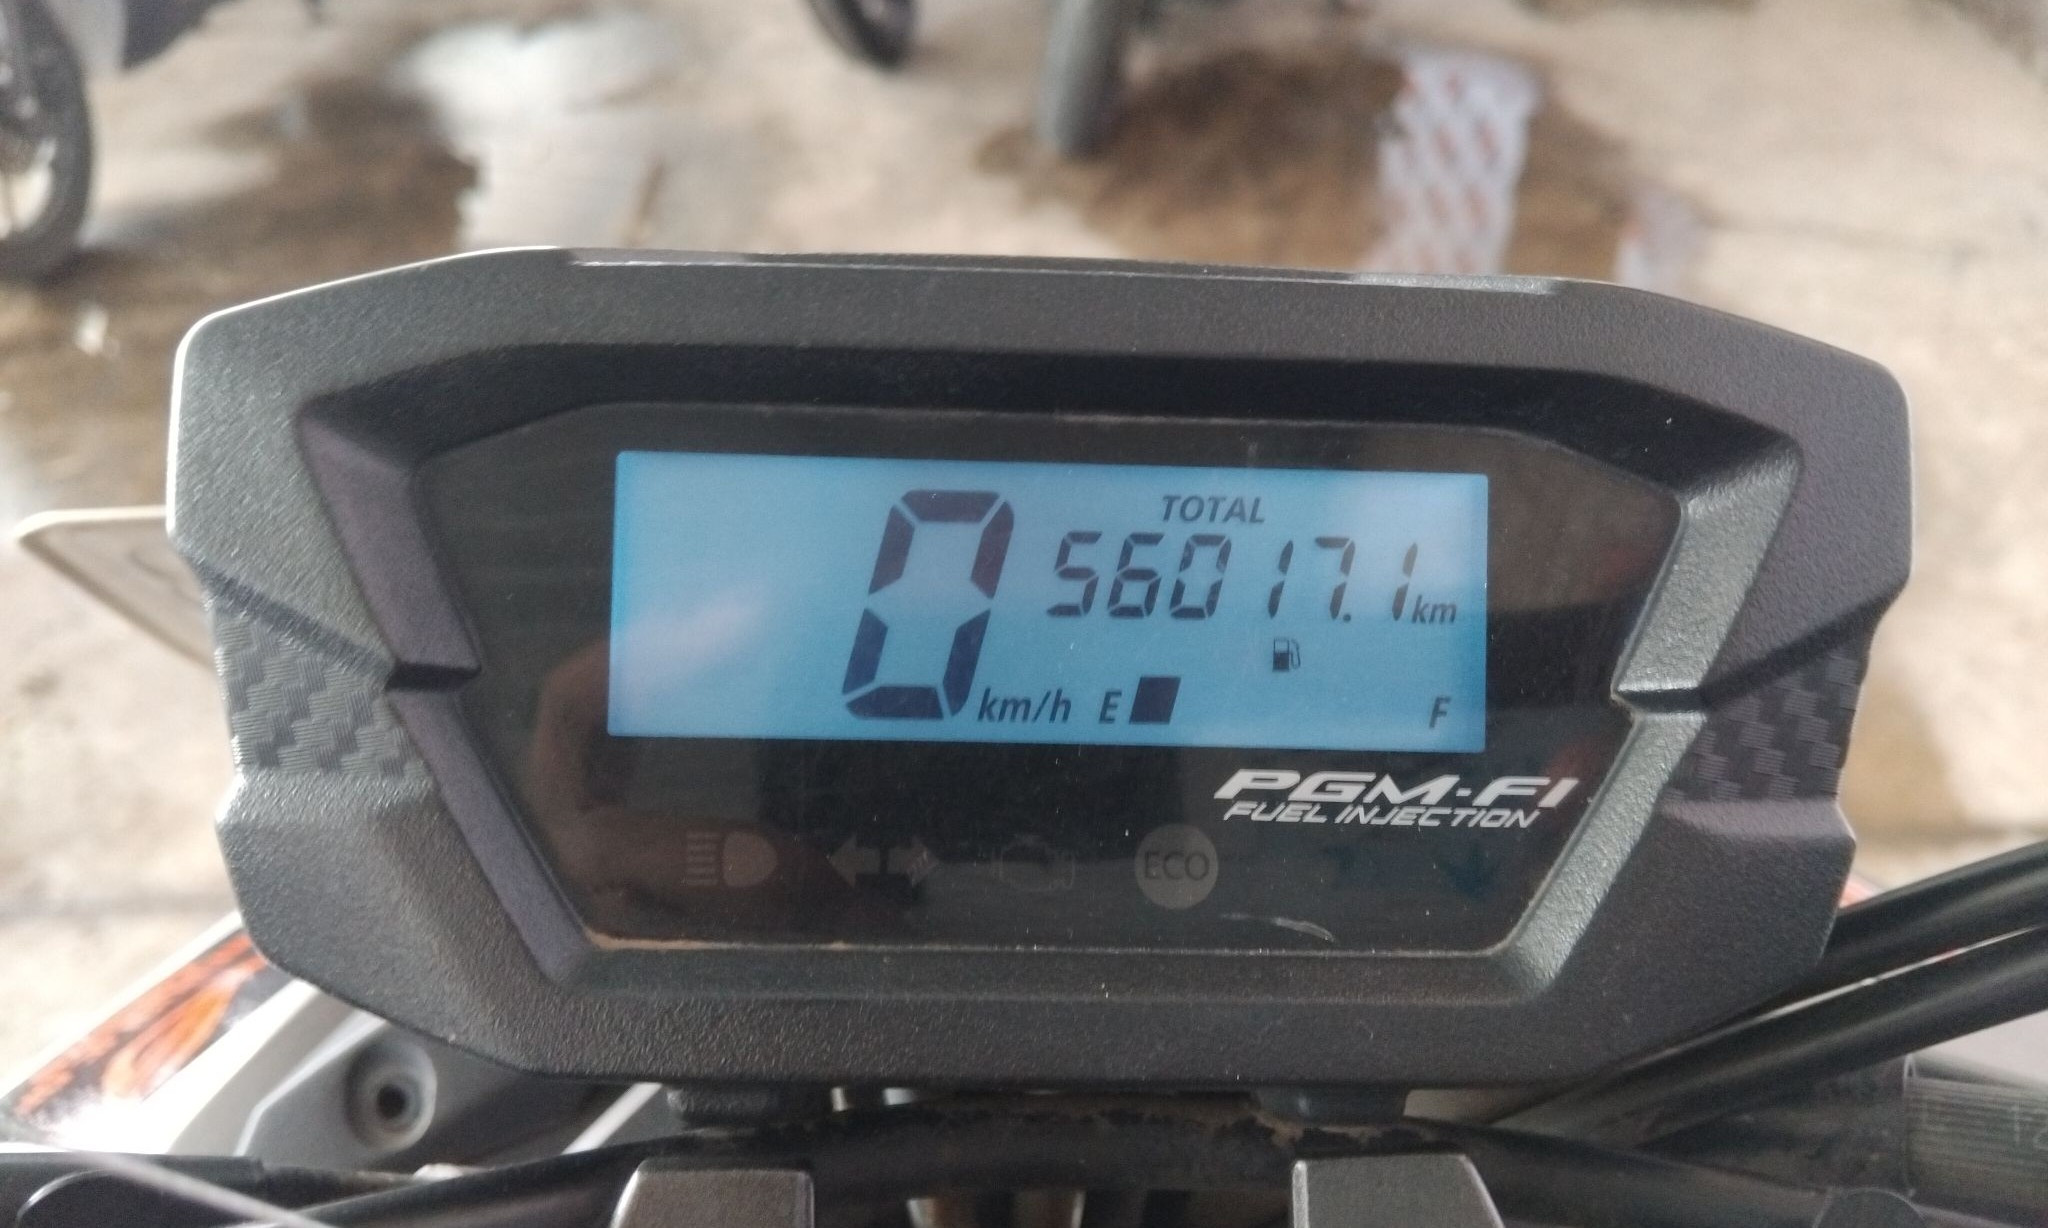 TOTAL
0 km/h 56017.1 km
E F
PGM-FI
FUEL INJECTION
ECO